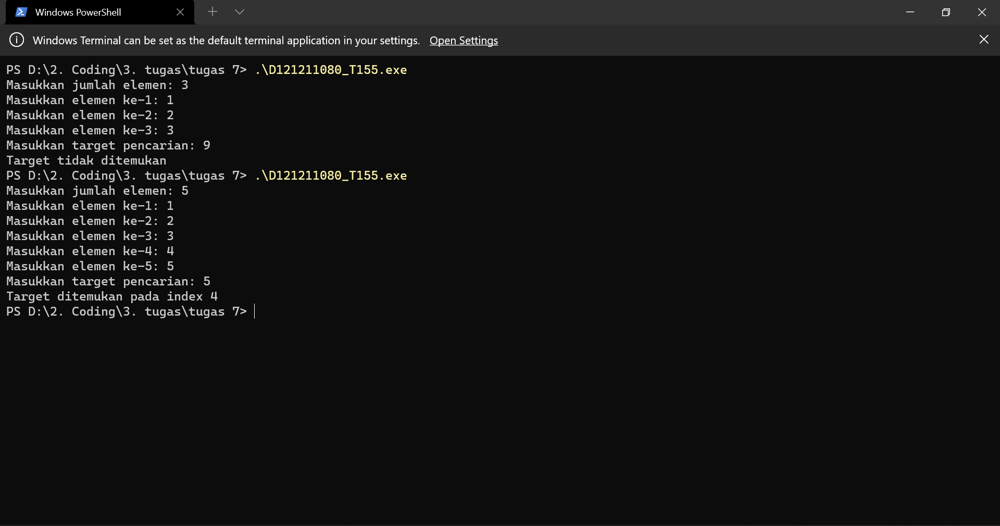 Windows PowerShell
Windows Terminal can be set as the default terminal application in your settings. Open Settings
PS D:\2. Coding\3. tugas\tugas 7> .\D121211080_T155.exe
Masukkan jumlah elemen: 3
Masukkan elemen ke-1: 1
Masukkan elemen ke-2: 2
Masukkan elemen ke-3: 3
Masukkan target pencarian: 9
Target tidak ditemukan
PS D:\2. Coding\3. tugas\tugas 7> .\D121211080_T155.exe
Masukkan jumlah elemen: 5
Masukkan elemen ke-1: 1
Masukkan elemen ke-2: 2
Masukkan elemen ke-3: 3
Masukkan elemen ke-4: 4
Masukkan elemen ke-5: 5
Masukkan target pencarian: 5
Target ditemukan pada index 4
PS D:\2. Coding\3. tugas\tugas 7>